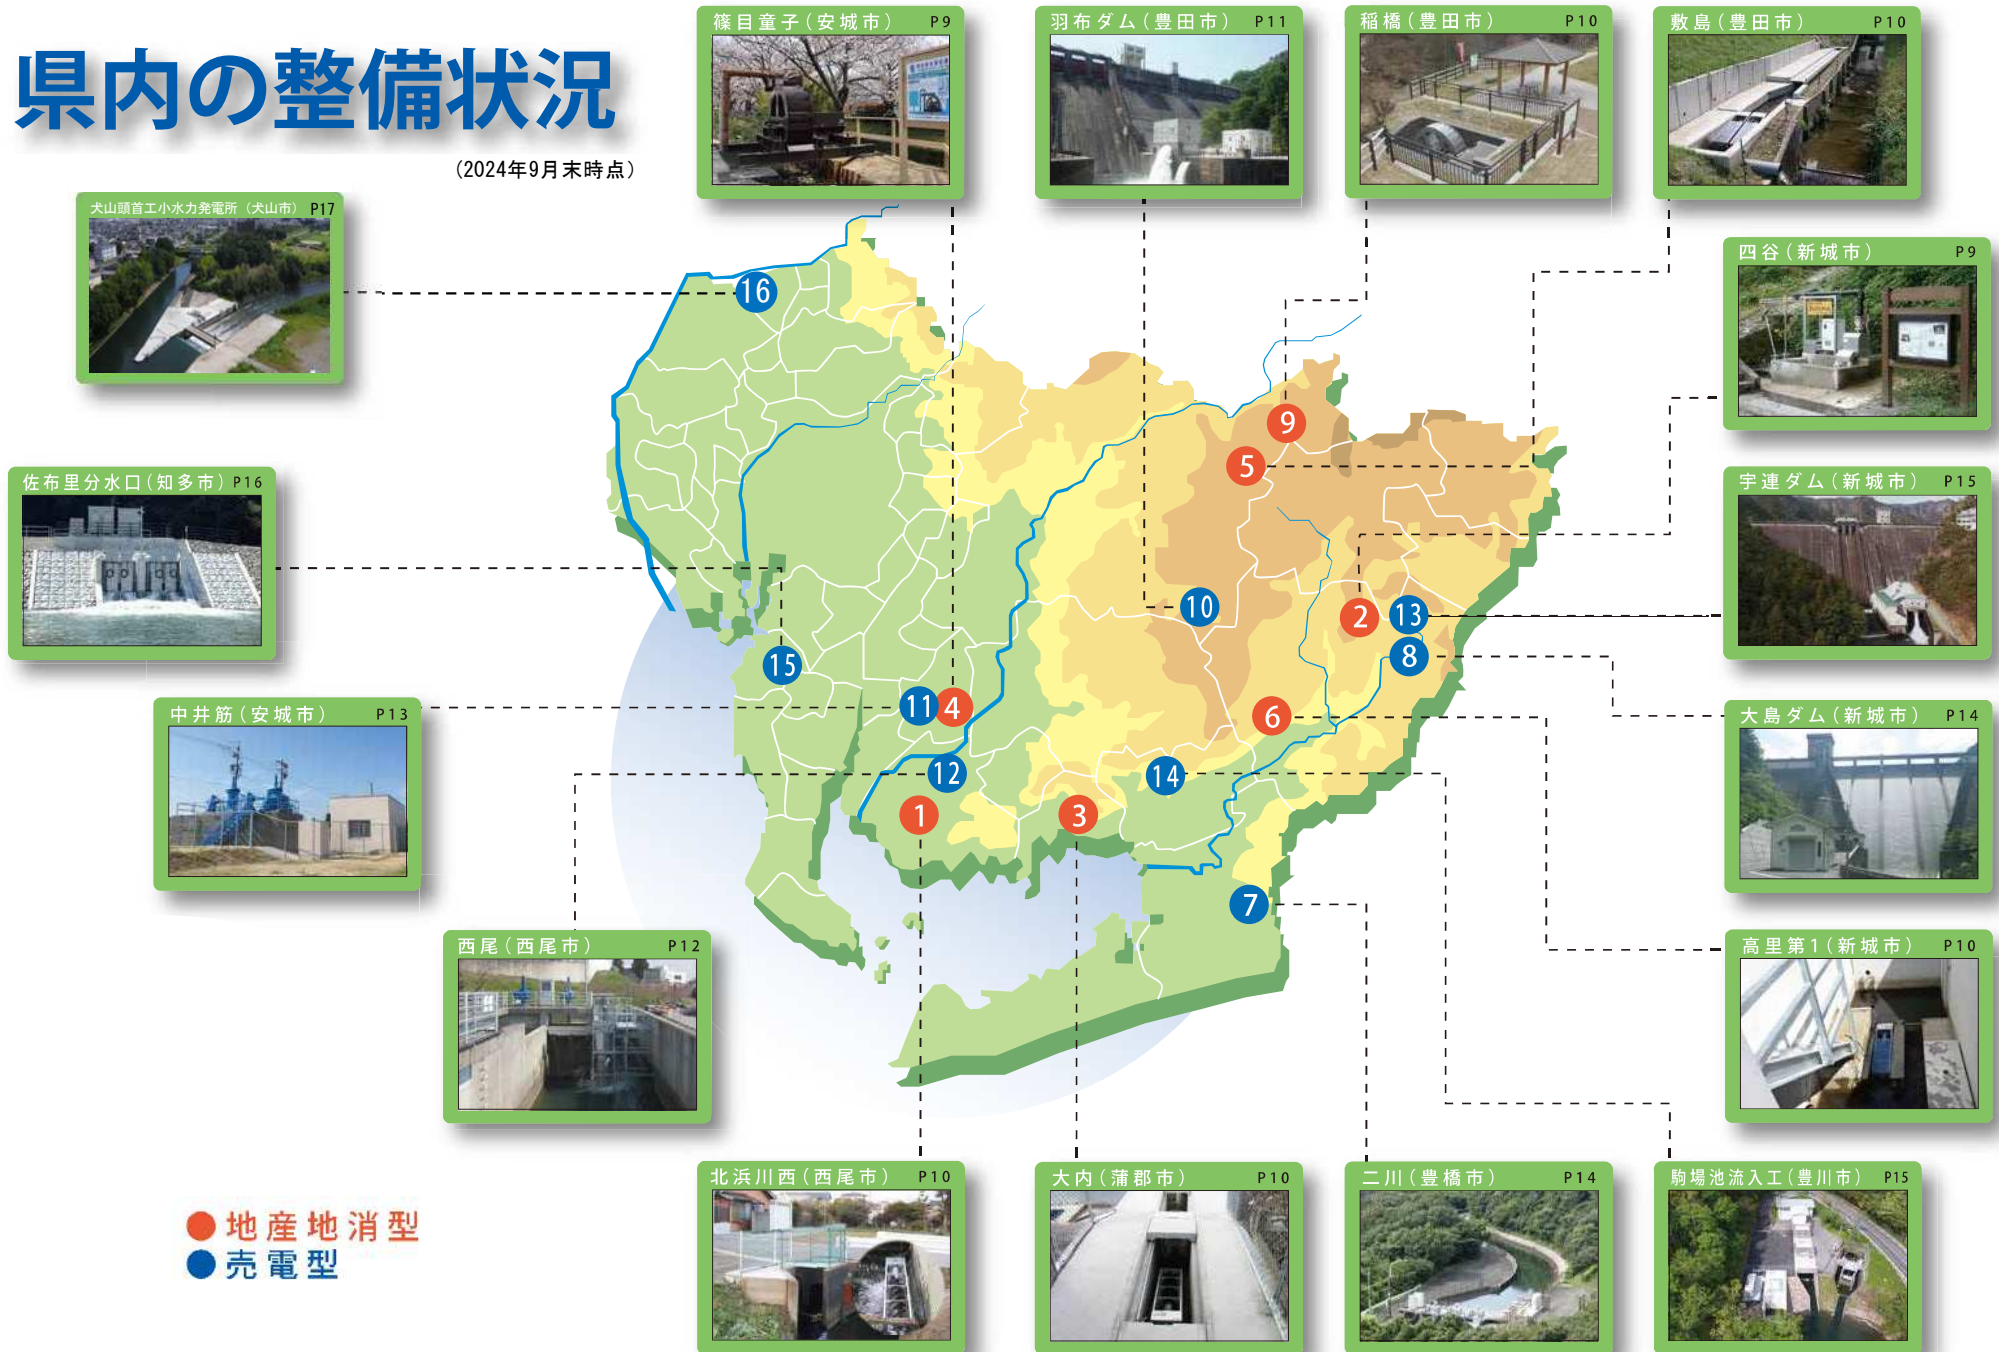 県内の整備状況
(2024年9月末時点)
篠目童子(安城市) P9
羽布ダム(豊田市) P11
稲橋(豊田市) P10
敷島(豊田市) P10
犬山頭首工小水力発電所(犬山市) P17
四谷(新城市) P9
佐布里分水口(知多市) P16
宇連ダム(新城市) P15
中井筋(安城市) P13
大島ダム(新城市) P14
西尾(西尾市) P12
高里第1(新城市) P10
北浜川西(西尾市) P10
大内(蒲郡市) P10
二川(豊橋市) P14
駒場池流入工(豊川市) P15
16
9
5
10
2
13
8
15
11
4
6
12
14
1
3
7
地産地消型
売電型